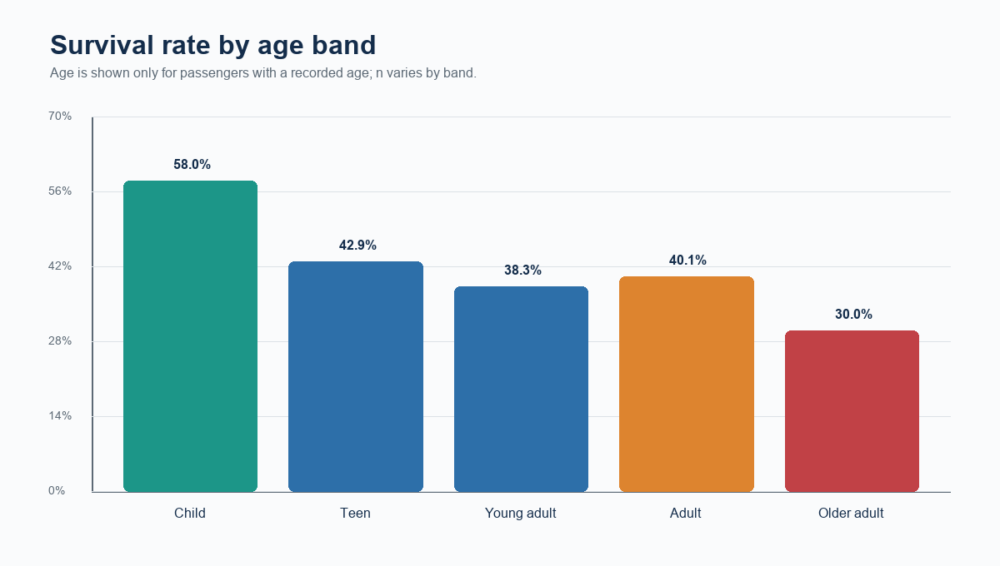 Survival rate by age band
Age is shown only for passengers with a recorded age; n varies by band.
70%
58.0%
56%
42.9%
42%
38.3%
40.1%
30.0%
28%
14%
0%
Child
Teen
Young adult
Adult
Older adult